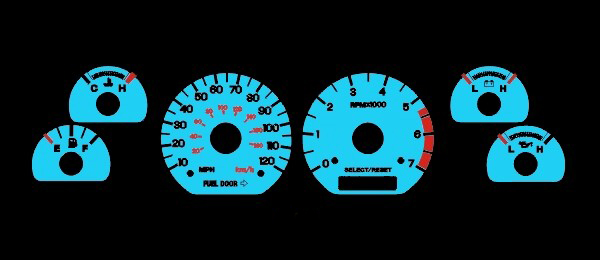 C H
E F
10 20 30 40 50 60 70 80 90 100 110 120
MPH km/h
FUEL DOOR
0 1 2 3 4 5 6 7
RPMX1000
SELECT/RESET
L H
L H